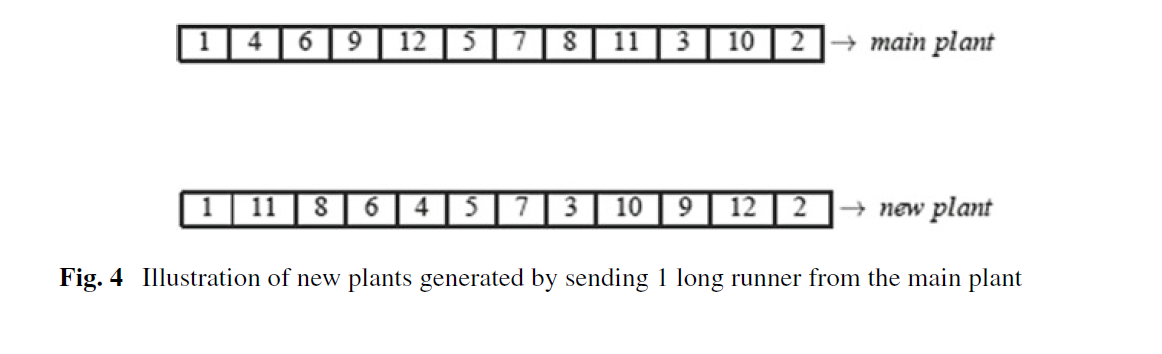 1 4 6 9 12 5 7 8 11 3 10 2 → main plant
1 11 8 6 4 5 7 3 10 9 12 2 → new plant
Fig. 4 Illustration of new plants generated by sending 1 long runner from the main plant